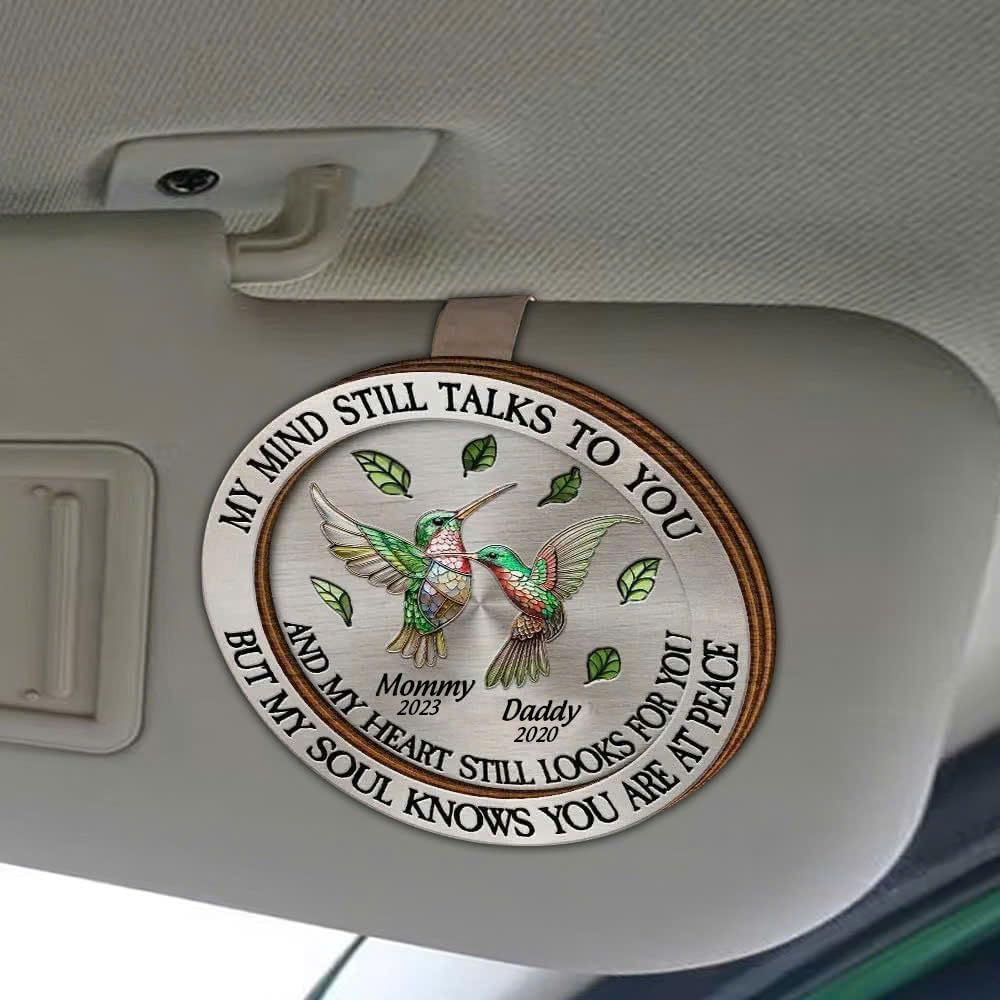 MY MIND STILL TALKS TO YOU
AND MY HEART STILL LOOKS FOR YOU
BUT MY SOUL KNOWS YOU ARE AT PEACE
Mommy
2023
Daddy
2020